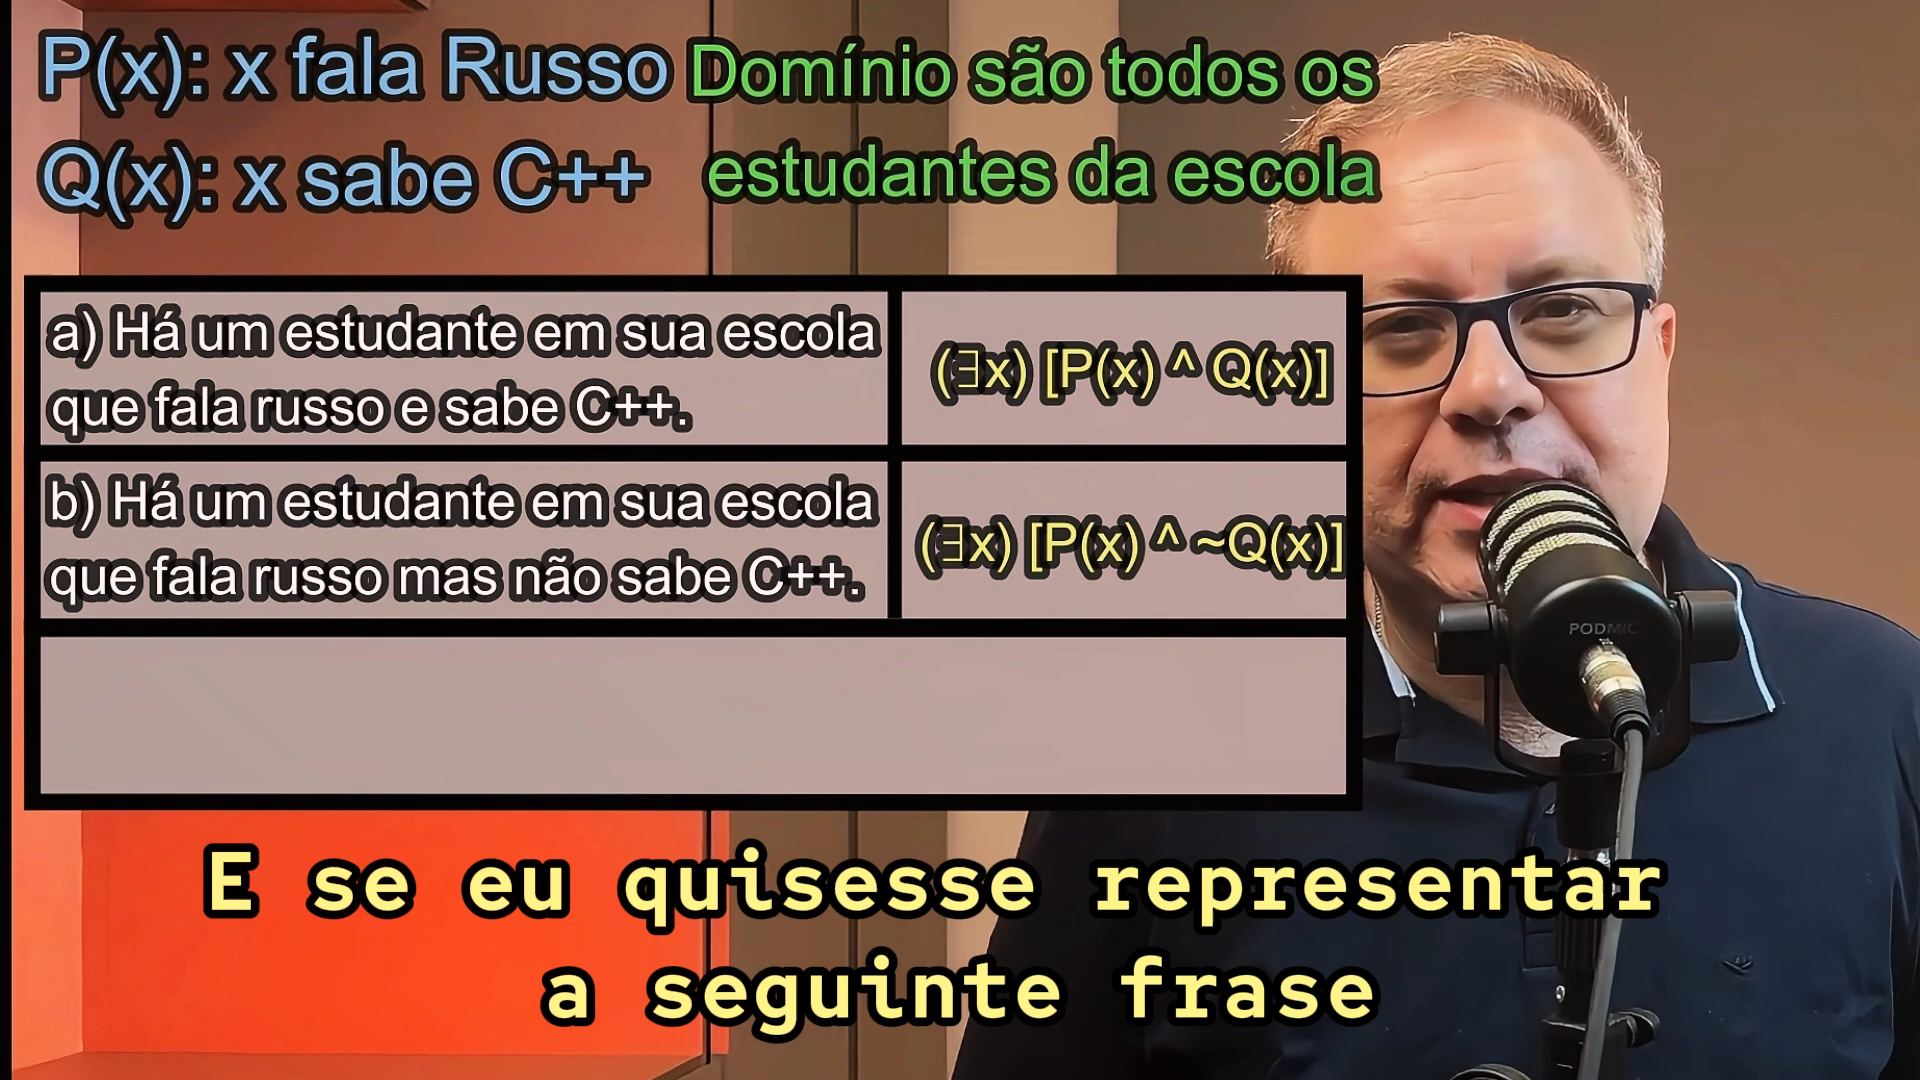 P(x): x fala Russo
Q(x): x sabe C++
Domínio são todos os
estudantes da escola
a) Há um estudante em sua escola
que fala russo e sabe C++.
(∃x) [P(x) ^ Q(x)]
b) Há um estudante em sua escola
que fala russo mas não sabe C++.
(∃x) [P(x) ^ ~Q(x)]
PODMIC
E se eu quisesse representar
a seguinte frase